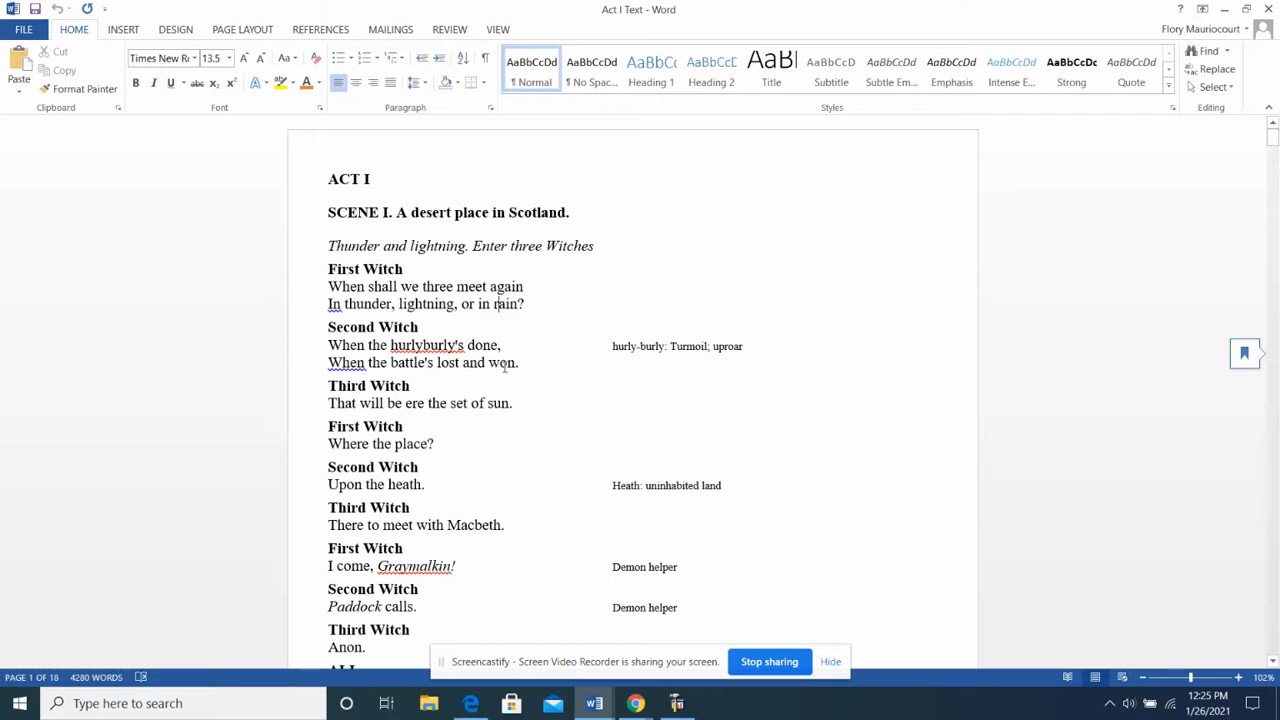 Act I Text - Word
FILE HOME INSERT DESIGN PAGE LAYOUT REFERENCES MAILINGS REVIEW VIEW Flory Mauriocourt
Cut
Copy
Format Painter
Paste
Clipboard
Times New Ro 13.5
Font
Paragraph
AaBbCcDd AaBbCcDd AaBbC AaBbCcC AaB AaBbCcD AaBbCcDd AaBbCcDd AaBbCcDd AaBbCcDc AaBbCcDd
¶ Normal ¶ No Spac... Heading 1 Heading 2 Title Subtitle Subtle Em... Emphasis Intense E... Strong Quote
Styles
Find
Replace
Select
Editing
ACT I
SCENE I. A desert place in Scotland.
Thunder and lightning. Enter three Witches
First Witch
When shall we three meet again
In thunder, lightning, or in rain?
Second Witch
When the hurlyburly's done, hurly-burly: Turmoil; uproar
When the battle's lost and won.
Third Witch
That will be ere the set of sun.
First Witch
Where the place?
Second Witch
Upon the heath. Heath: uninhabited land
Third Witch
There to meet with Macbeth.
First Witch
I come, Graymalkin! Demon helper
Second Witch
Paddock calls. Demon helper
Third Witch
Anon.
ALL
Screencastify - Screen Video Recorder is sharing your screen. Stop sharing Hide
PAGE 1 OF 18 4280 WORDS 102%
Type here to search
12:25 PM
1/26/2021